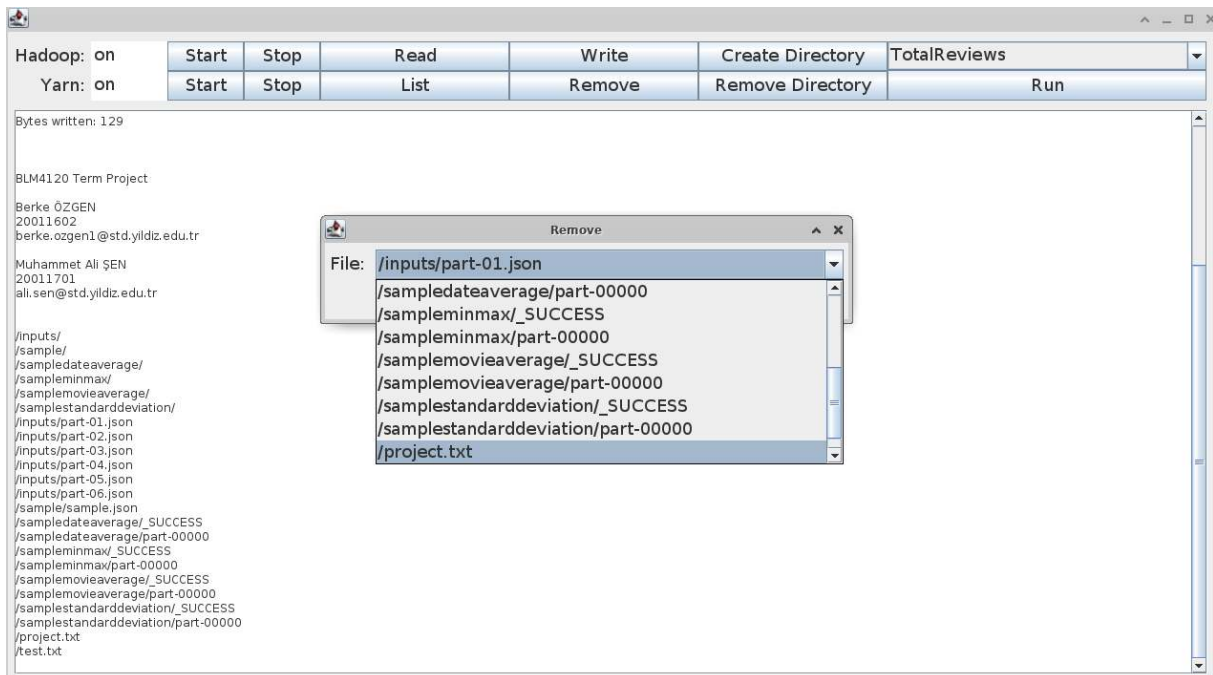 Hadoop: on Start Stop Read Write Create Directory TotalReviews
Yarn: on Start Stop List Remove Remove Directory Run
Bytes written: 129
BLM4120 Term Project
Berke ÖZGEN
20011602
berke.ozgen1@std.yildiz.edu.tr
Muhammet Ali ŞEN
20011701
ali.sen@std.yildiz.edu.tr
/inputs/
/sample/
/sampledateaverage/
/sampleminmax/
/samplemovieaverage/
/samplestandarddeviation/
/inputs/part-01.json
/inputs/part-02.json
/inputs/part-03.json
/inputs/part-04.json
/inputs/part-05.json
/inputs/part-06.json
/sample/sample.json
/sampledateaverage/_SUCCESS
/sampledateaverage/part-00000
/sampleminmax/_SUCCESS
/sampleminmax/part-00000
/samplemovieaverage/_SUCCESS
/samplemovieaverage/part-00000
/samplestandarddeviation/_SUCCESS
/samplestandarddeviation/part-00000
/project.txt
/test.txt
Remove
File: /inputs/part-01.json
/sampledateaverage/part-00000
/sampleminmax/_SUCCESS
/sampleminmax/part-00000
/samplemovieaverage/_SUCCESS
/samplemovieaverage/part-00000
/samplestandarddeviation/_SUCCESS
/samplestandarddeviation/part-00000
/project.txt